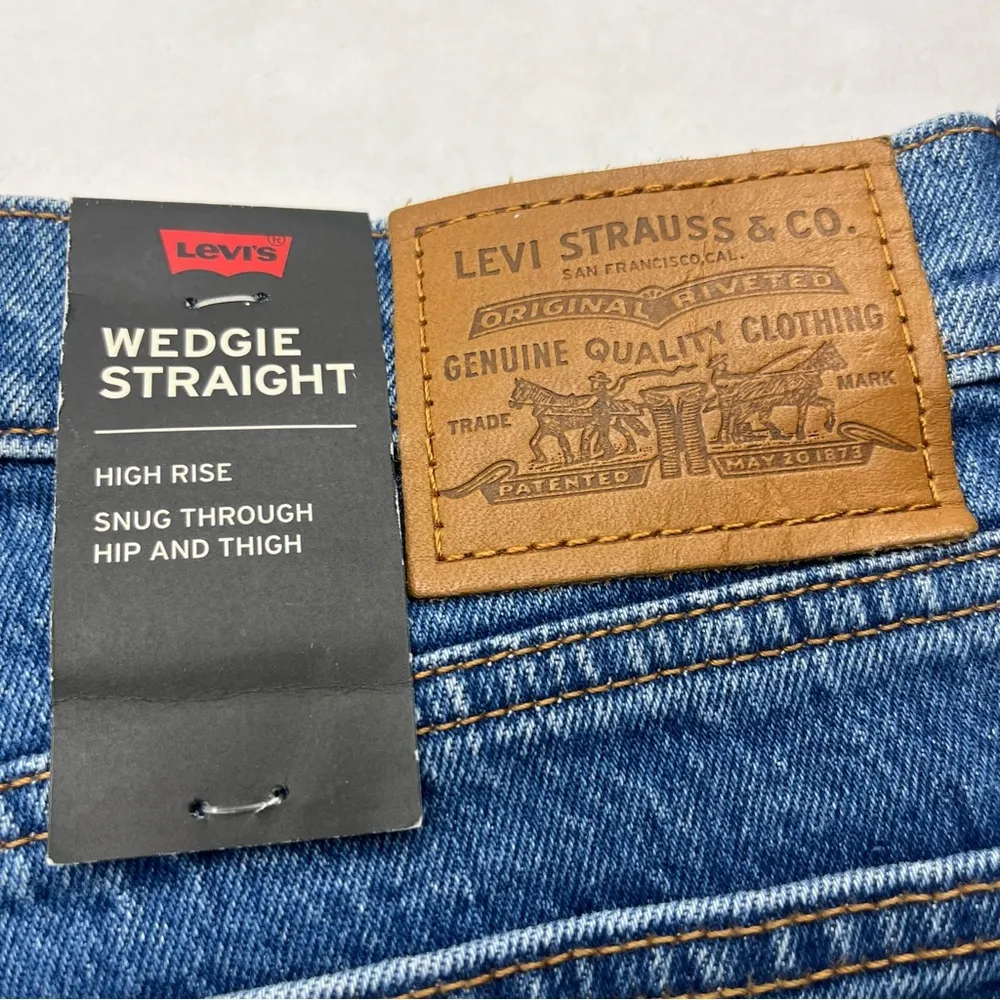 LEVI'S®
WEDGIE
STRAIGHT
HIGH RISE
SNUG THROUGH
HIP AND THIGH
LEVI STRAUSS & CO.
SAN FRANCISCO, CAL.
ORIGINAL RIVETED
GENUINE QUALITY CLOTHING
TRADE MARK
PATENTED MAY 20 1873